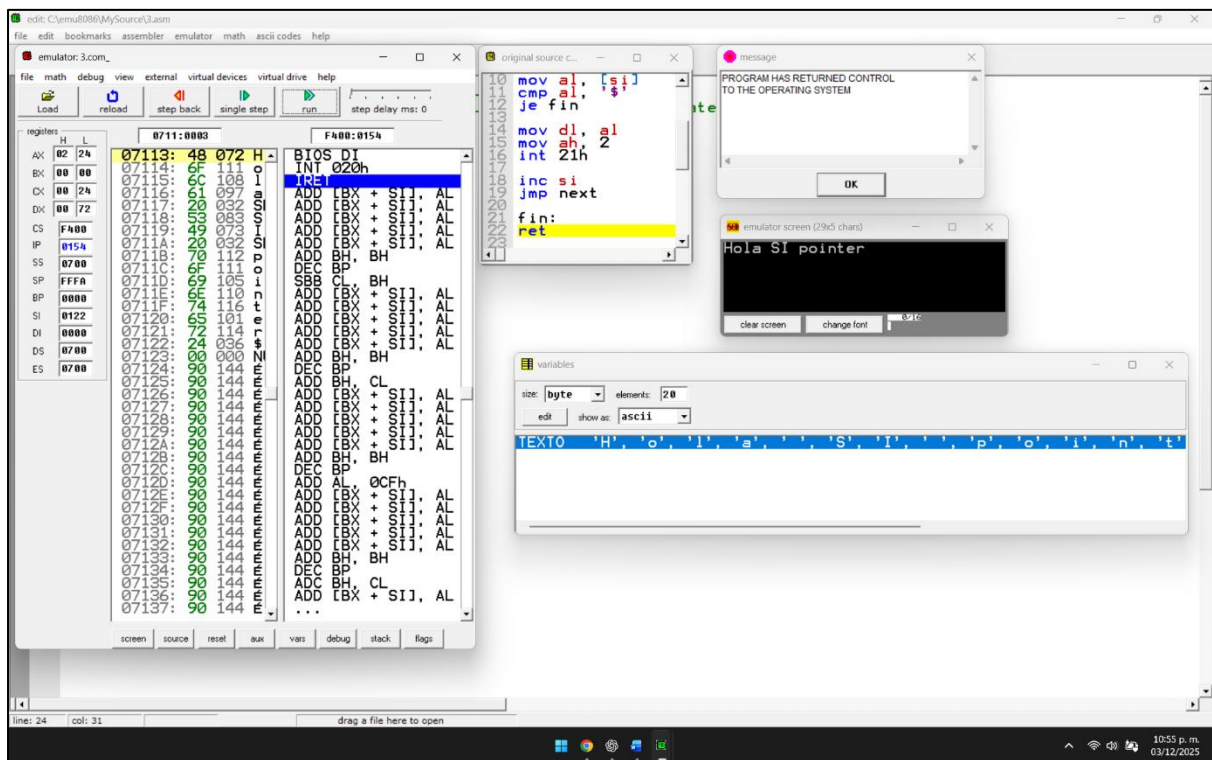 edit: C:\emu8086\MySource\3.asm
file edit bookmarks assembler emulator math ascii codes help
emulator: 3.com_
file math debug view external virtual devices virtual drive help
Load reload step back single step run step delay ms: 0
registers 0711:0003 F400:0154
H L
AX 02 24
BX 00 00
CX 00 24
DX 00 72
CS F400
IP 0154
SS 0700
SP FFFA
BP 0000
SI 0122
DI 0000
DS 0700
ES 0700
07113: 48 072 H BIOS DI
07114: 6F 111 o INT 020h
07115: 6C 108 l IRET
07116: 61 097 a ADD [BX + SI], AL
07117: 20 032 SI ADD [BX + SI], AL
07118: 53 083 S ADD [BX + SI], AL
07119: 49 073 I ADD [BX + SI], AL
0711A: 20 032 SI ADD [BX + SI], AL
0711B: 70 112 p ADD BH, BH
0711C: 6F 111 o DEC BP
0711D: 69 105 i SBB CL, BH
0711E: 6E 110 n ADD [BX + SI], AL
0711F: 74 116 t ADD [BX + SI], AL
07120: 65 101 e ADD [BX + SI], AL
07121: 72 114 r ADD [BX + SI], AL
07122: 24 036 $ ADD [BX + SI], AL
07123: 00 000 NU ADD BH, BH
07124: 90 144 É DEC BP
07125: 90 144 É ADD BH, CL
07126: 90 144 É ADD [BX + SI], AL
07127: 90 144 É ADD [BX + SI], AL
07128: 90 144 É ADD [BX + SI], AL
07129: 90 144 É ADD [BX + SI], AL
0712A: 90 144 É ADD [BX + SI], AL
0712B: 90 144 É ADD BH, BH
0712C: 90 144 É DEC BP
0712D: 90 144 É ADD AL, 0CFh
0712E: 90 144 É ADD [BX + SI], AL
0712F: 90 144 É ADD [BX + SI], AL
07130: 90 144 É ADD [BX + SI], AL
07131: 90 144 É ADD [BX + SI], AL
07132: 90 144 É ADD [BX + SI], AL
07133: 90 144 É ADD BH, BH
07134: 90 144 É DEC BP
07135: 90 144 É ADC BH, CL
07136: 90 144 É ADD [BX + SI], AL
07137: 90 144 É ...
screen source reset aux vars debug stack flags
original source c...
10 mov al, [si]
11 cmp al, '$'
12 je fin
13
14 mov dl, al
15 mov ah, 2
16 int 21h
17
18 inc si
19 jmp next
20
21 fin:
22 ret
23
ate
message
PROGRAM HAS RETURNED CONTROL
TO THE OPERATING SYSTEM
OK
emulator screen (29x5 chars)
Hola SI pointer
clear screen change font 0/16
variables
size: byte elements: 20
edit show as: ascii
TEXTO 'H', 'o', 'l', 'a', ' ', 'S', 'I', ' ', 'p', 'o', 'i', 'n', 't'
line: 24 col: 31 drag a file here to open
10:55 p. m.
03/12/2025